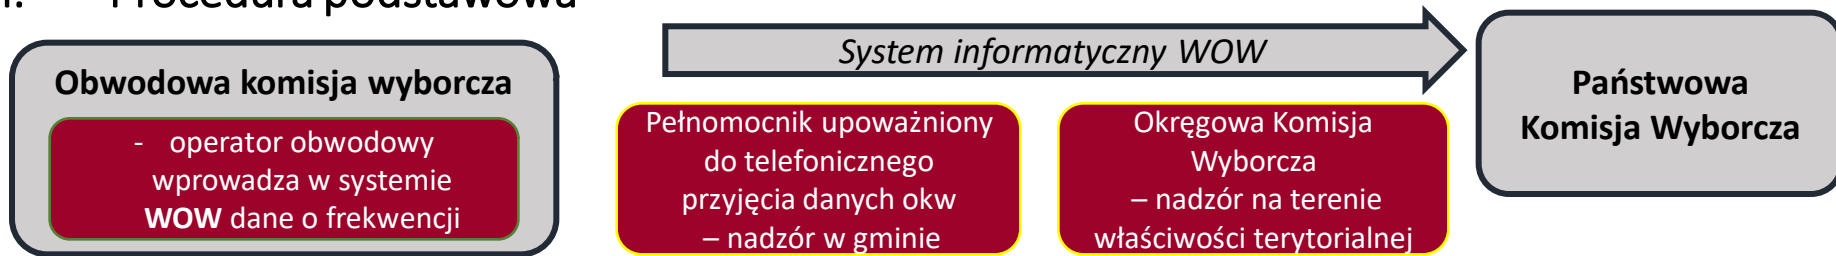 Procedura podstawowa
Obwodowa komisja wyborcza
- operator obwodowy
wprowadza w systemie
WOW dane o frekwencji
System informatyczny WOW
Pełnomocnik upoważniony
do telefonicznego
przyjęcia danych okw
– nadzór w gminie
Okręgowa Komisja
Wyborcza
– nadzór na terenie
właściwości terytorialnej
Państwowa
Komisja Wyborcza